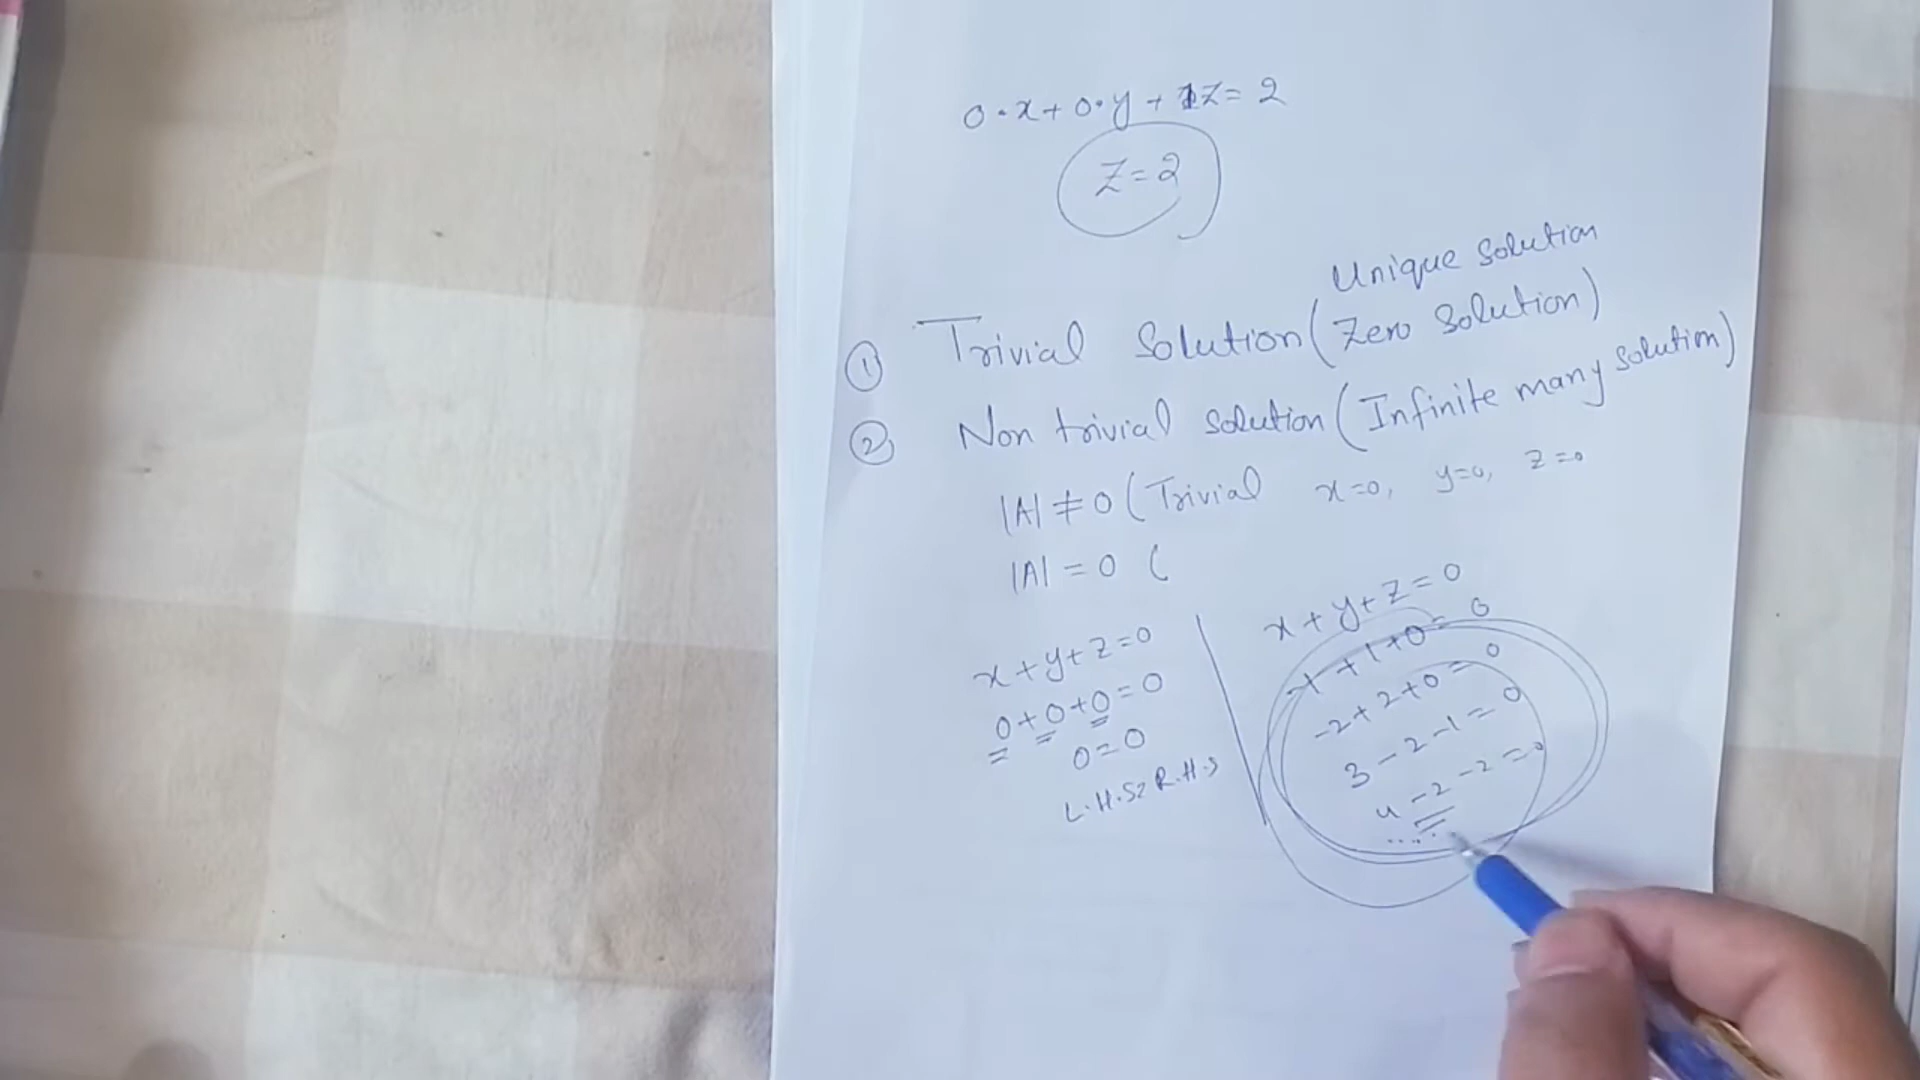 0·x + 0·y + 1z = 2
z = 2
Unique solution
① Trivial Solution (Zero Solution)
② Non trivial solution (Infinite many solution)
|A| ≠ 0 (Trivial x=0, y=0, z=0
|A| = 0 (
x+y+z=0
0+0+0=0
0=0
L.H.S = R.H.S
x+y+z=0
-1+1+0=0
-2+2+0=0
3-2-1=0
4-2-2=0
....